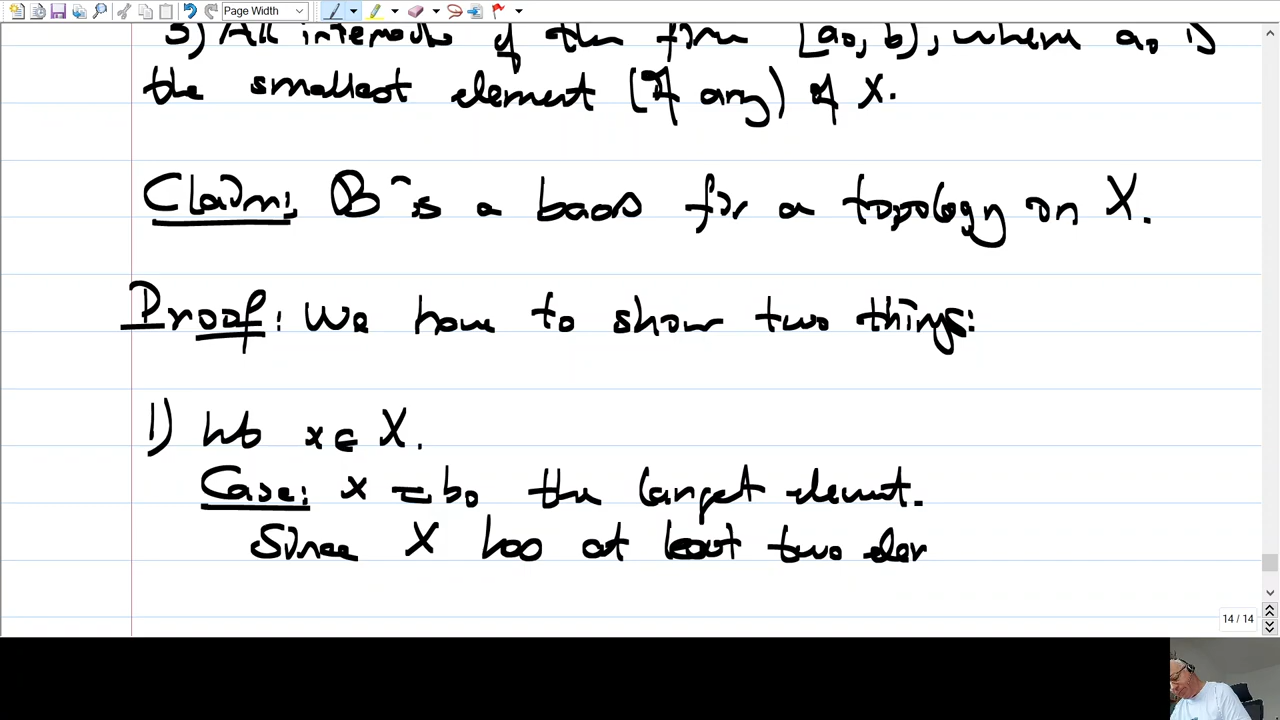 Page Width
3) All intervals of the form [a₀, b), where a₀ is
the smallest element (if any) of X.
Claim: B is a basis for a topology on X.
Proof: We have to show two things:
1) let x ∈ X.
Case: x = b₀ the largest element.
Since X has at least two elem
14 / 14